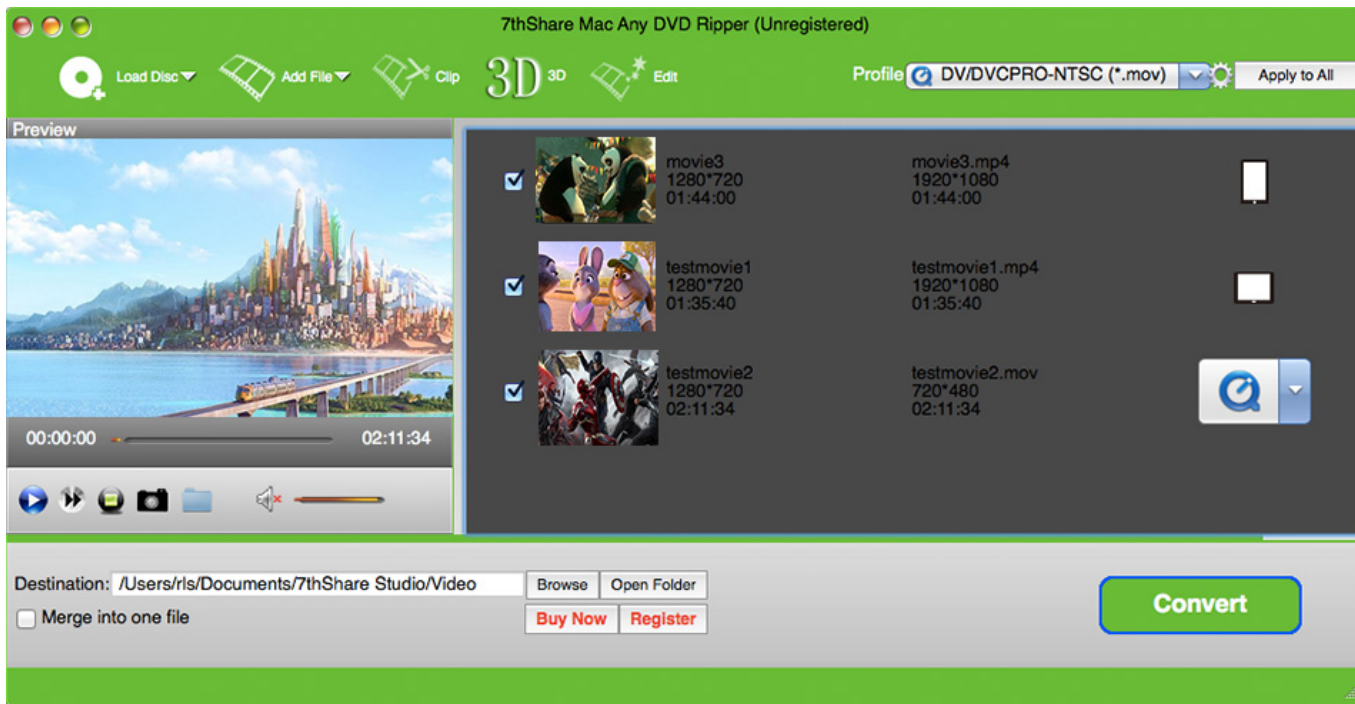 7thShare Mac Any DVD Ripper (Unregistered)
Load Disc
Add File
Clip
3D 3D
Edit
Profile DV/DVCPRO-NTSC (*.mov)
Apply to All
Preview
movie3
1280*720
01:44:00
movie3.mp4
1920*1080
01:44:00
testmovie1
1280*720
01:35:40
testmovie1.mp4
1920*1080
01:35:40
testmovie2
1280*720
02:11:34
testmovie2.mov
720*480
02:11:34
00:00:00
02:11:34
Destination: /Users/rls/Documents/7thShare Studio/Video
Browse
Open Folder
Merge into one file
Buy Now
Register
Convert